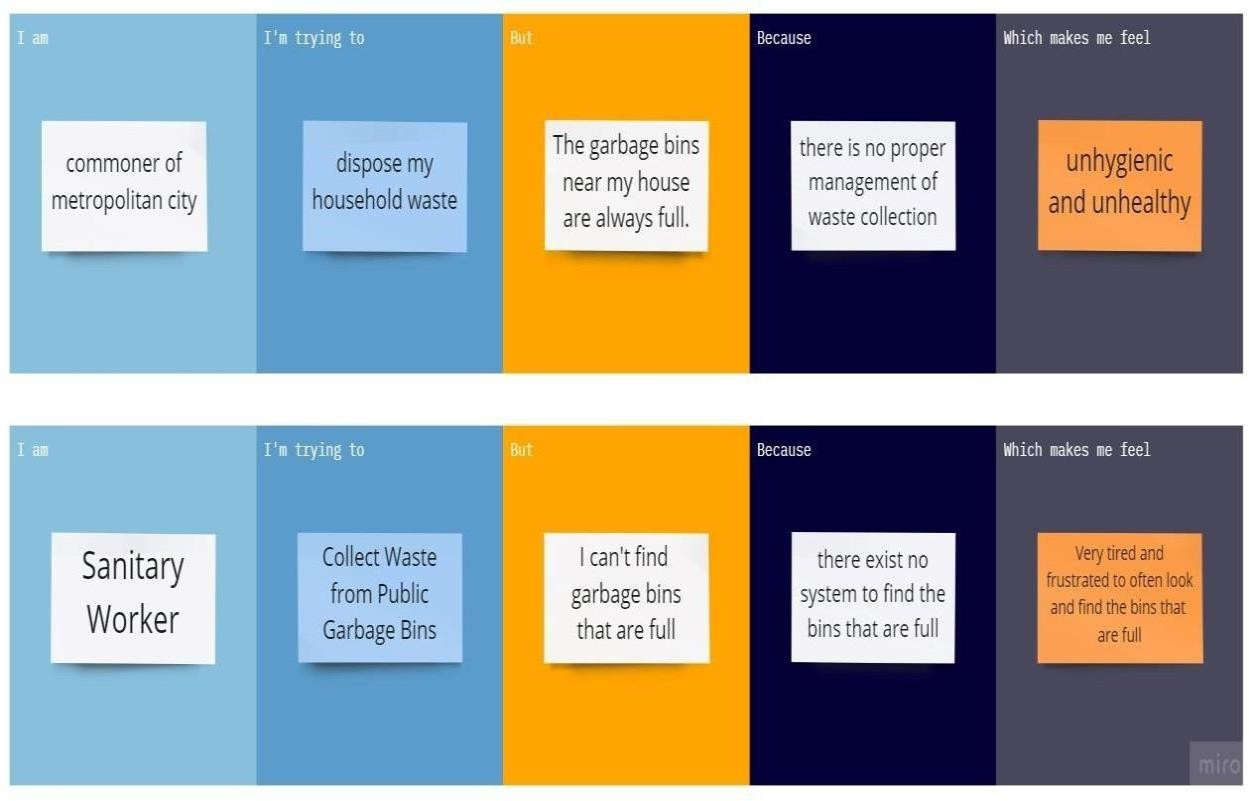 I am
I'm trying to
But
Because
Which makes me feel
commoner of
metropolitan city
dispose my
household waste
The garbage bins
near my house
are always full.
there is no proper
management of
waste collection
unhygienic
and unhealthy
I am
I'm trying to
But
Because
Which makes me feel
Sanitary
Worker
Collect Waste
from Public
Garbage Bins
I can't find
garbage bins
that are full
there exist no
system to find the
bins that are full
Very tired and
frustrated to often look
and find the bins that
are full
miro